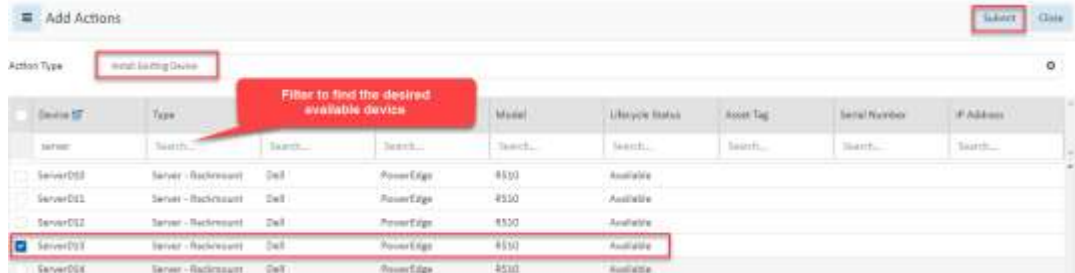 Add Actions
Submit Close
Action Type Install Existing Device
Filter to find the desired
available device
Device Type Model Lifecycle Status Asset Tag Serial Number IP Address
server Search... Search... Search... Search... Search... Search... Search... Search...
Server010 Server - Rackmount Dell PowerEdge R510 Available
Server011 Server - Rackmount Dell PowerEdge R510 Available
Server012 Server - Rackmount Dell PowerEdge R510 Available
Server013 Server - Rackmount Dell PowerEdge R510 Available
Server014 Server - Rackmount Dell PowerEdge R510 Available